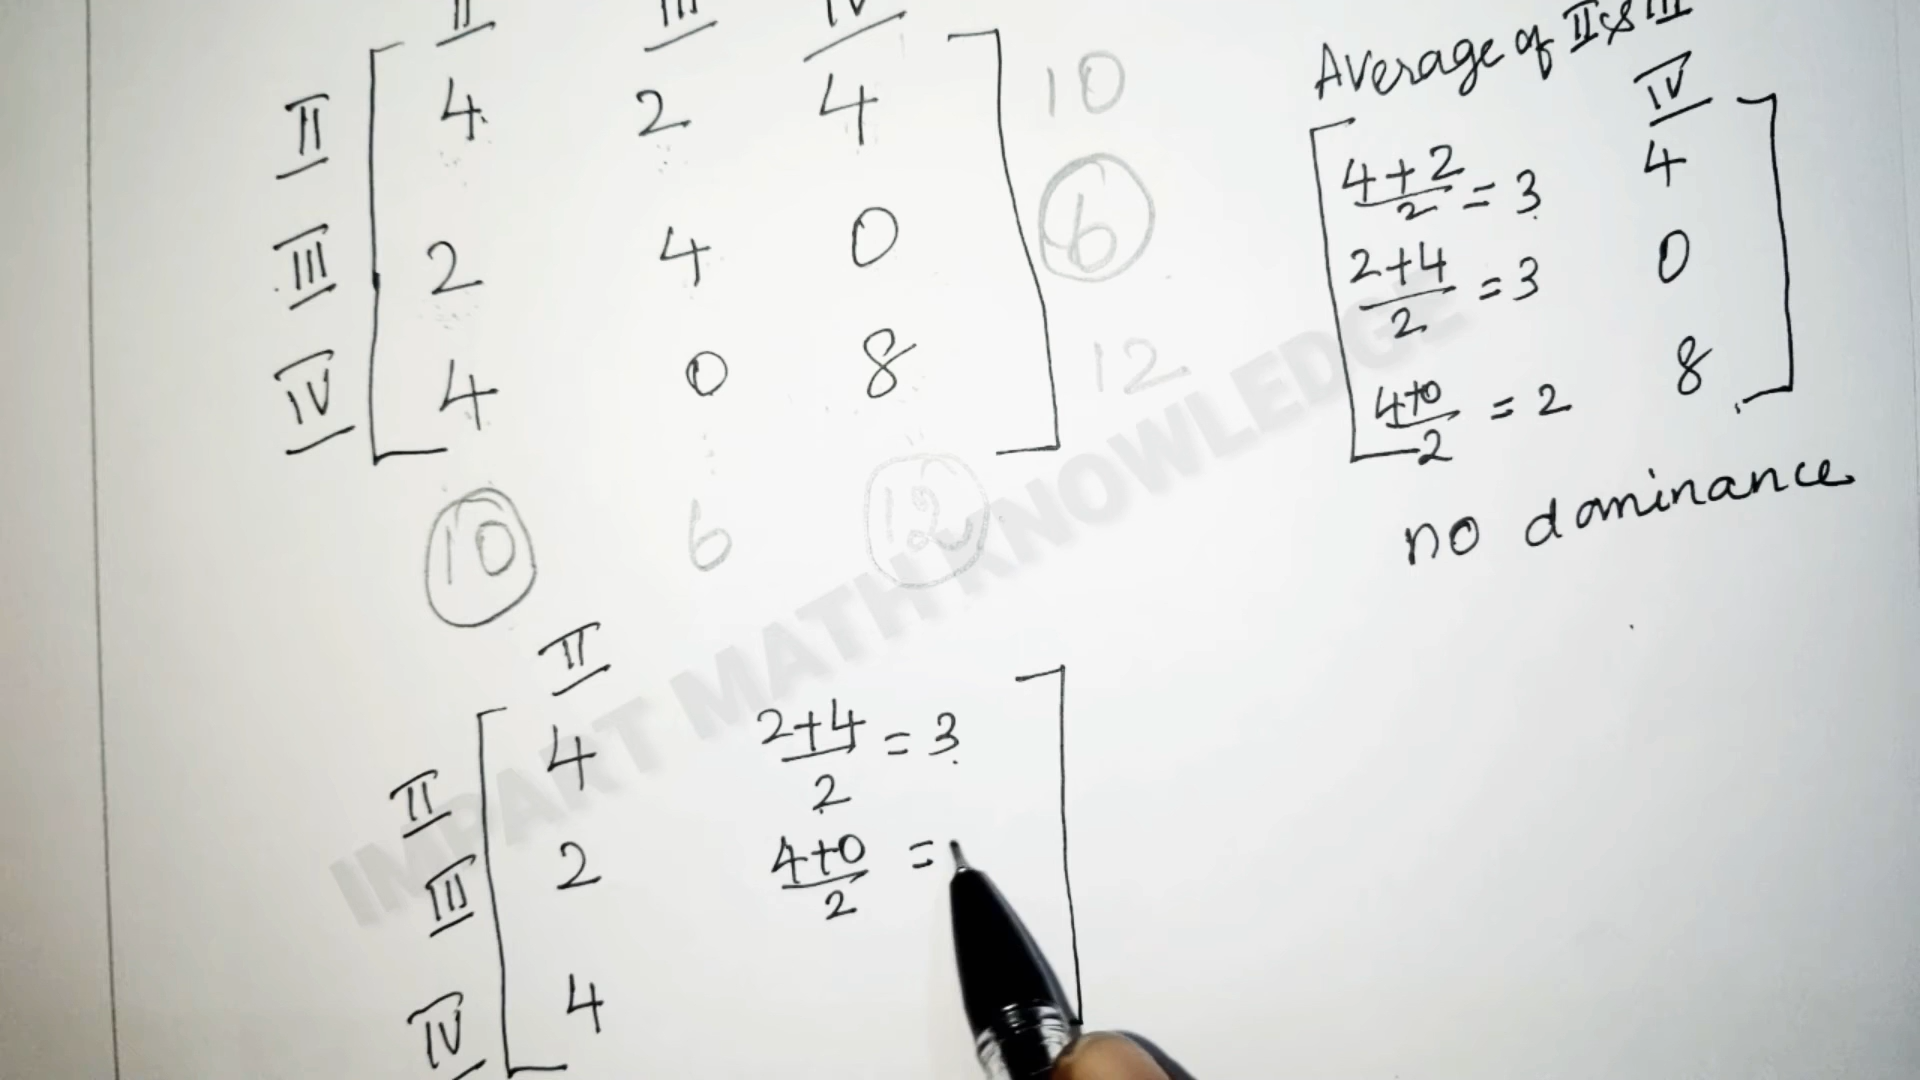 II III IV
II 4 2 4 10
III 2 4 0 6
IV 4 0 8 12
10 6 12
Average of II & III
IV
4+2/2 = 3 4
2+4/2 = 3 0
4+0/2 = 2 8
no dominance
II
II 4 2+4/2 = 3
III 2 4+0/2 =
IV 4
IMPART MATH KNOWLEDGE